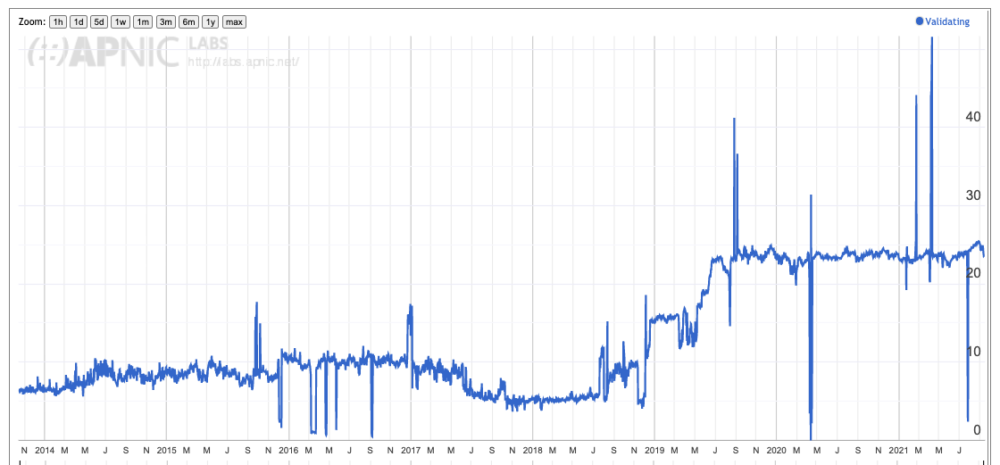 Zoom: 1h 1d 5d 1w 1m 3m 6m 1y max Validating
(::)APNIC LABS
http://labs.apnic.net/
40
30
20
10
0
N 2014 M M J S N 2015 M M J S N 2016 M M J S N 2017 M M J S N 2018 M M J S N 2019 M M J S N 2020 M M J S N 2021 M M J